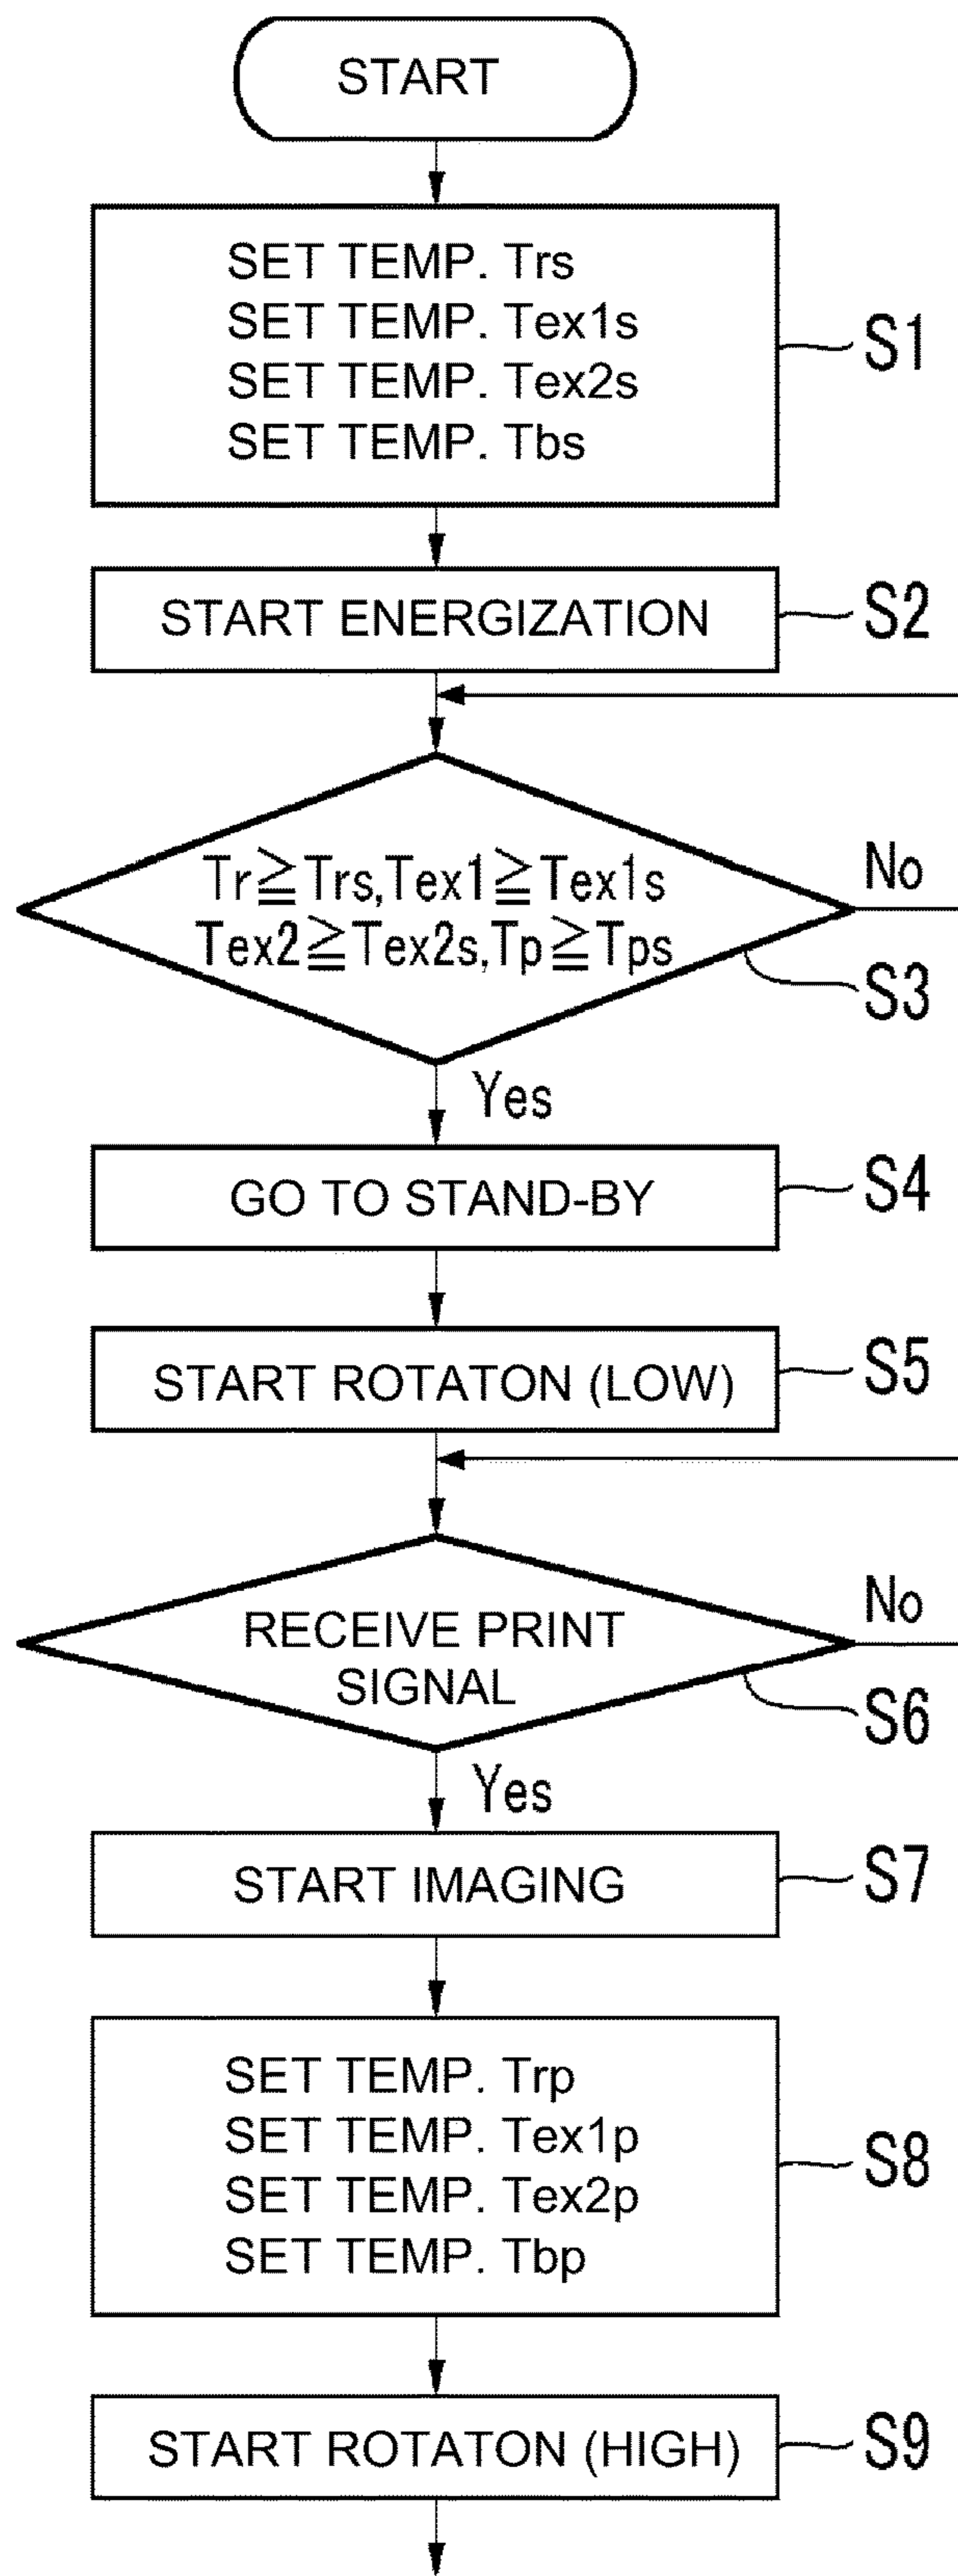 START
SET TEMP. Trs
SET TEMP. Tex1s
SET TEMP. Tex2s
SET TEMP. Tbs
S1
START ENERGIZATION
S2
Tr≧Trs,Tex1≧Tex1s
Tex2≧Tex2s,Tp≧Tps
No
S3
Yes
GO TO STAND-BY
S4
START ROTATON (LOW)
S5
RECEIVE PRINT
SIGNAL
No
S6
Yes
START IMAGING
S7
SET TEMP. Trp
SET TEMP. Tex1p
SET TEMP. Tex2p
SET TEMP. Tbp
S8
START ROTATON (HIGH)
S9